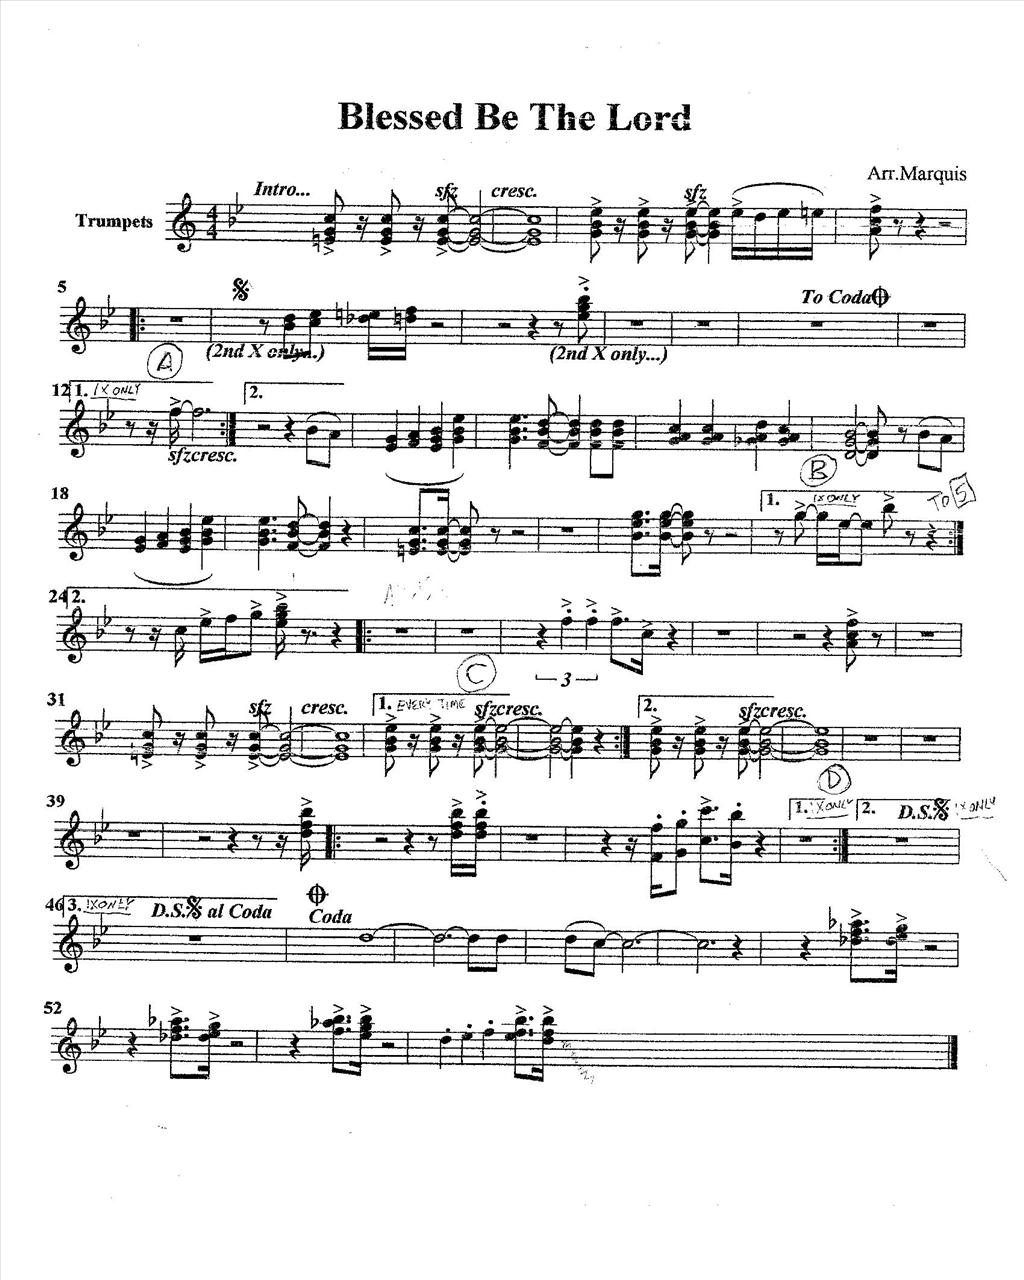 Blessed Be The Lord
Arr.Marquis
Intro... sfz cresc. sfz
Trumpets
5
To Coda
(2nd X only...) (2nd X only...)
A
12 1. 1X ONLY 2.
sfzcresc.
B
18 1. 1X ONLY TO 5
24 2.
3
C
31 sfz cresc. 1. EVERY TIME sfzcresc. 2. sfzcresc.
D
39 1. 1X ONLY 2. D.S. 1X ONLY
46 3. 1X ONLY D.S. al Coda Coda
52